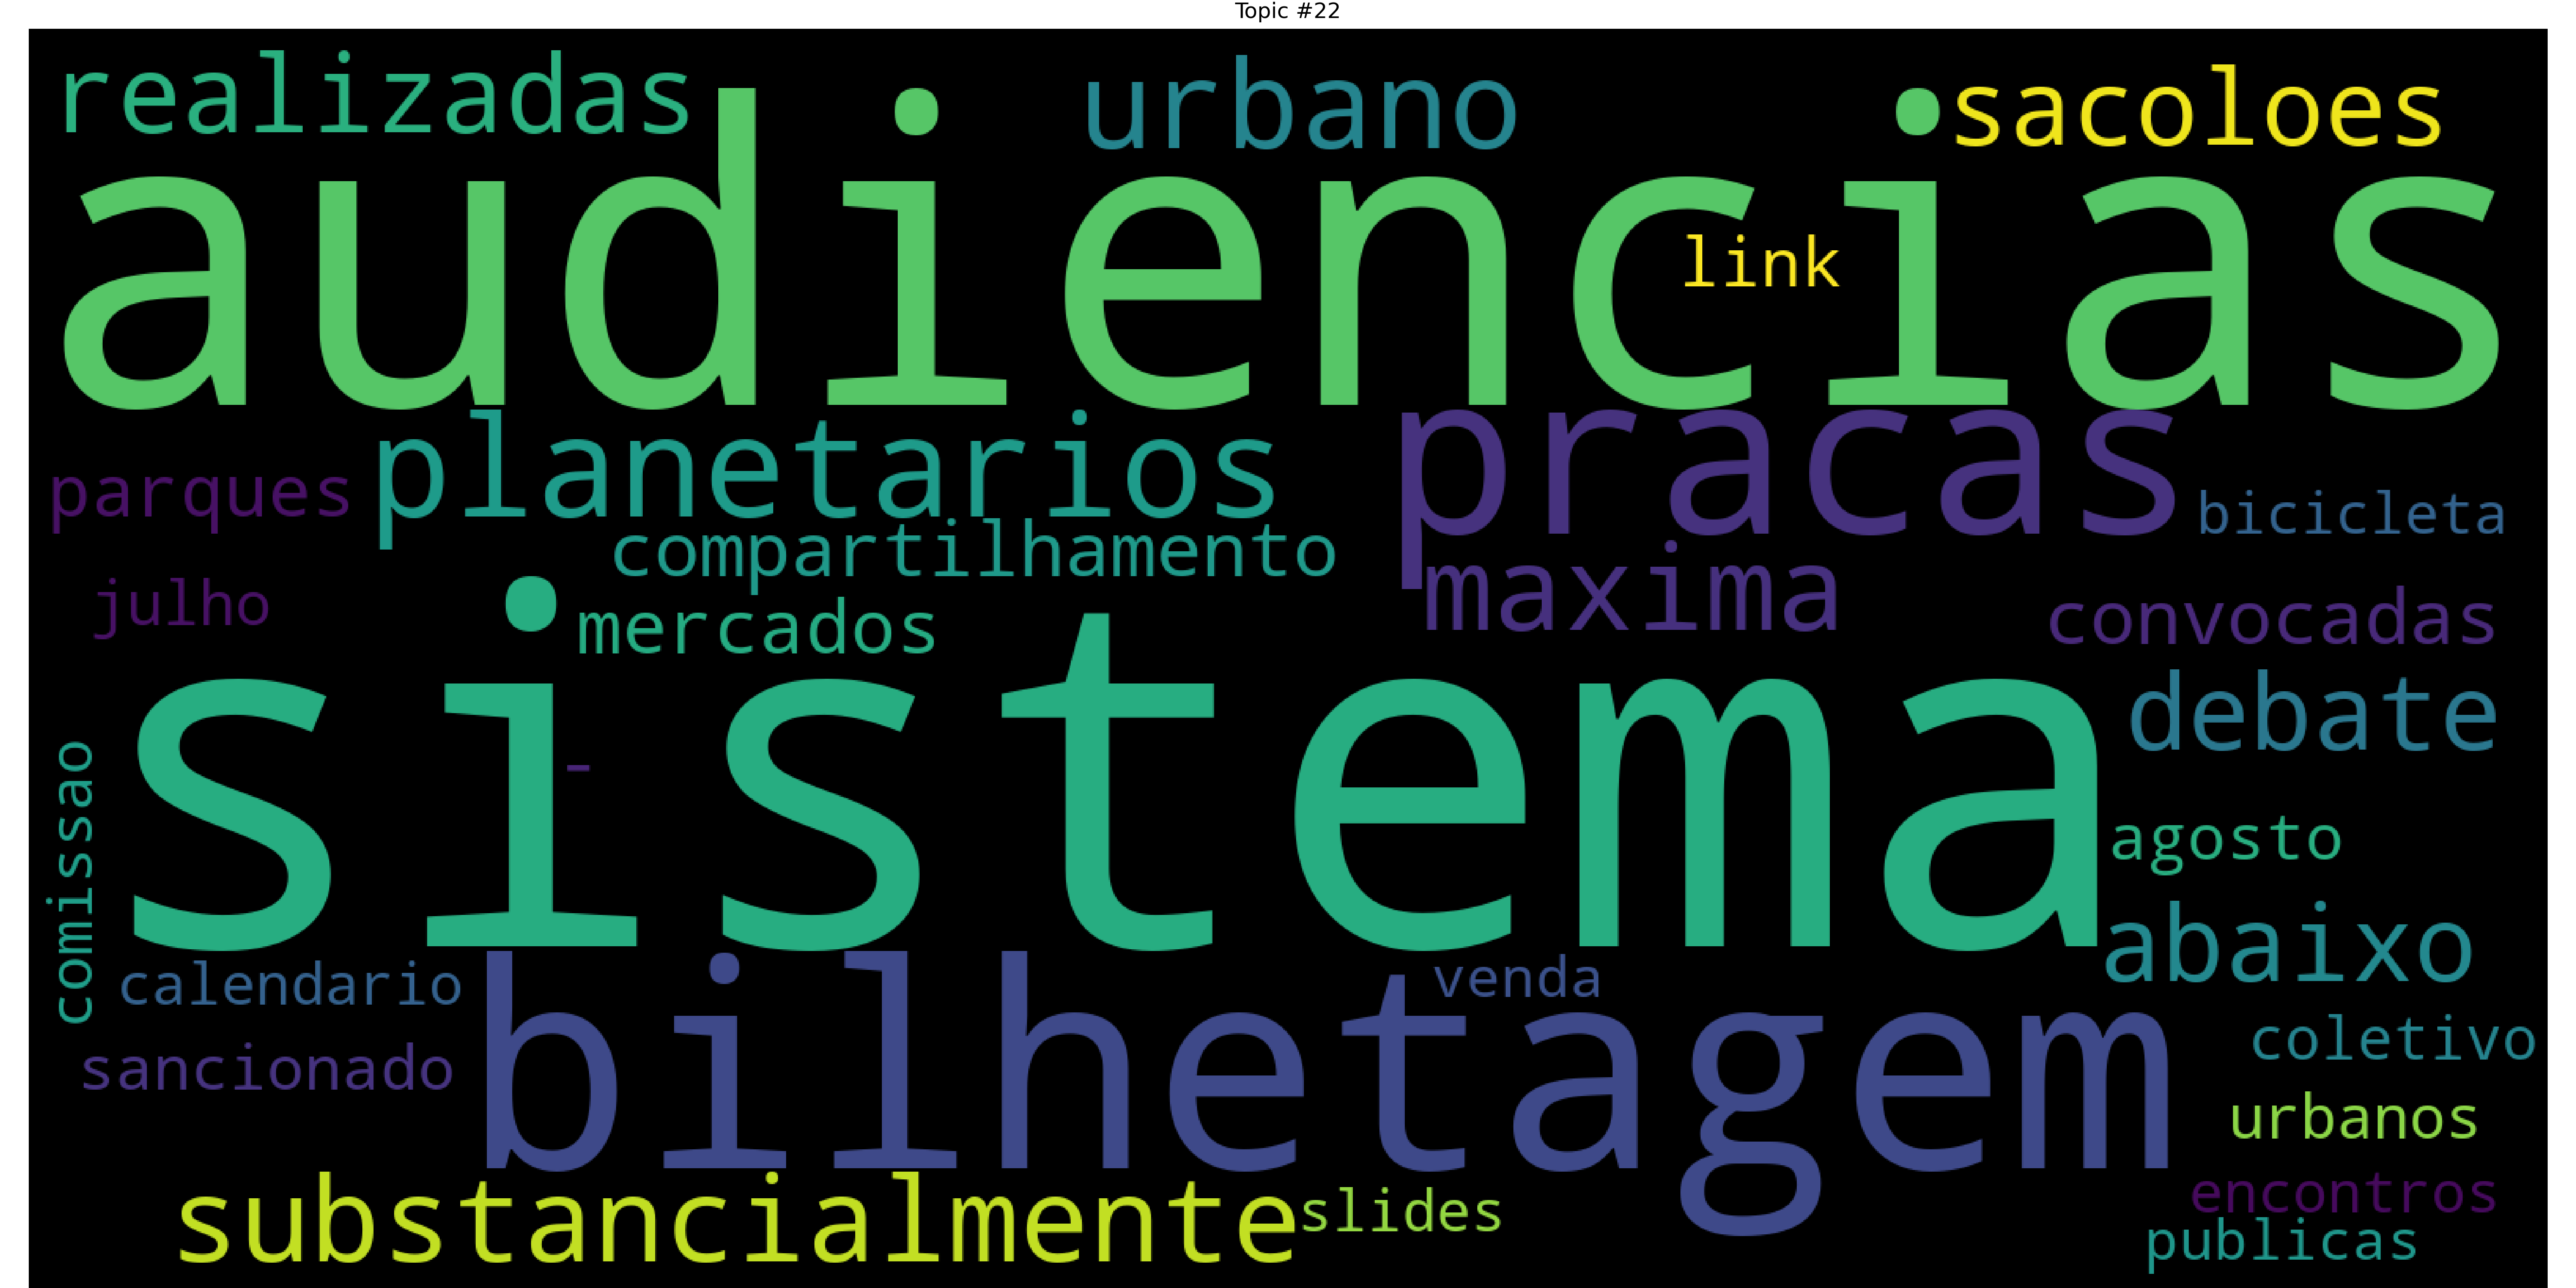 Topic #22
realizadas
urbano
sacoloes
audiencias
link
planetarios
pracas
parques
bicicleta
compartilhamento
maxima
julho
mercados
convocadas
sistema
debate
-
comissao
agosto
abaixo
calendario
venda
bilhetagem
coletivo
sancionado
urbanos
substancialmente
slides
encontros
publicas